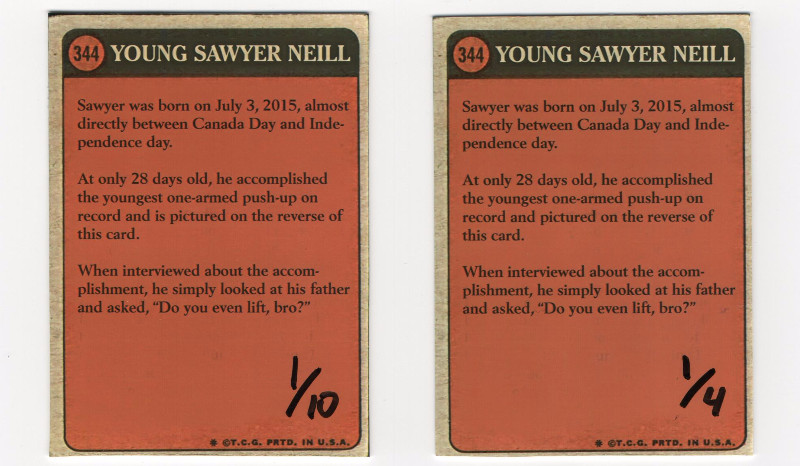 344 YOUNG SAWYER NEILL
Sawyer was born on July 3, 2015, almost
directly between Canada Day and Inde-
pendence day.
At only 28 days old, he accomplished
the youngest one-armed push-up on
record and is pictured on the reverse of
this card.
When interviewed about the accom-
plishment, he simply looked at his father
and asked, “Do you even lift, bro?”
1/10
* ©T.C.G. PRTD. IN U.S.A.
344 YOUNG SAWYER NEILL
Sawyer was born on July 3, 2015, almost
directly between Canada Day and Inde-
pendence day.
At only 28 days old, he accomplished
the youngest one-armed push-up on
record and pictured on the reverse of
this card.
When interviewed about the accom-
plishment, he simply looked at his father
and asked, “Do you even lift, bro?”
1/4
* ©T.C.G. PRTD. IN U.S.A.